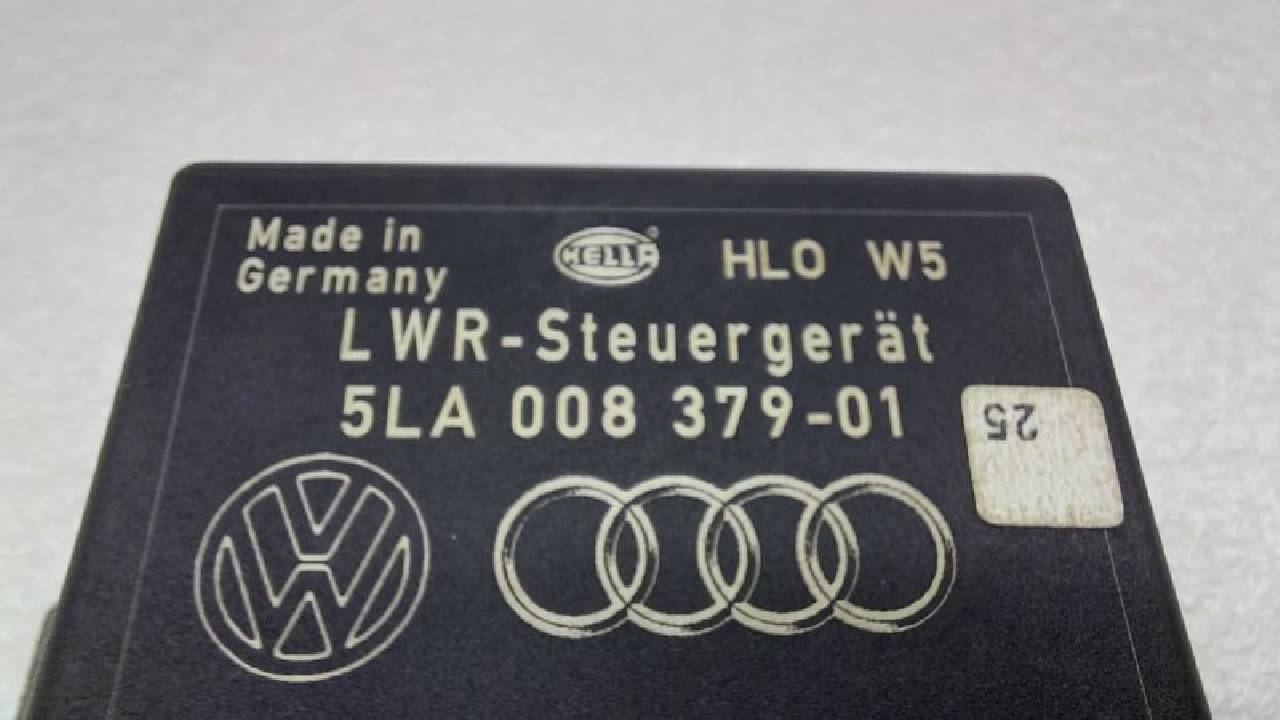 Made in
Germany
HELLA HLO W5
LWR-Steuergerät
5LA 008 379-01
25